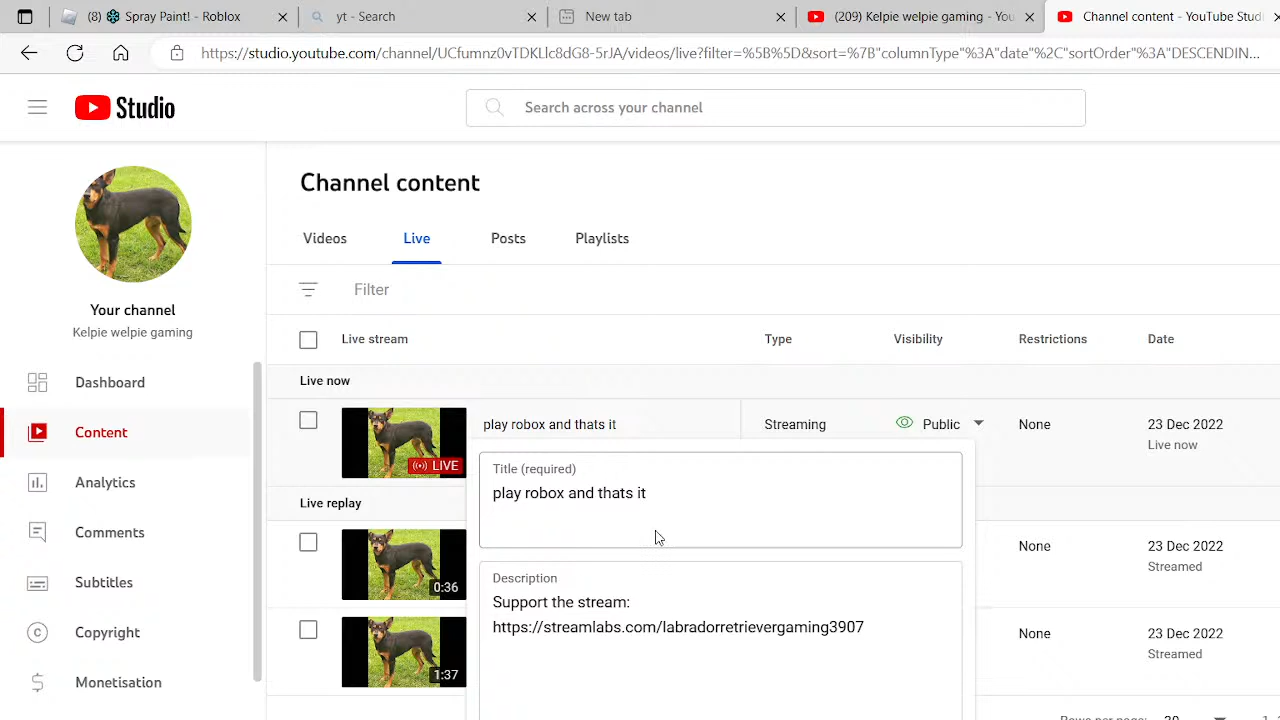 (8) Spray Paint! - Roblox
yt - Search
New tab
(209) Kelpie welpie gaming - You
Channel content - YouTube Studi
https://studio.youtube.com/channel/UCfumnz0vTDKLlc8dG8-5rJA/videos/live?filter=%5B%5D&sort=%7B"columnType"%3A"date"%2C"sortOrder"%3A"DESCENDIN...
Studio
Search across your channel
Channel content
Videos
Live
Posts
Playlists
Filter
Your channel
Kelpie welpie gaming
Dashboard
Content
Analytics
Comments
Subtitles
Copyright
Monetisation
Live stream
Type
Visibility
Restrictions
Date
Live now
LIVE
play robox and thats it
Streaming
Public
None
23 Dec 2022
Live now
Title (required)
play robox and thats it
Live replay
0:36
None
23 Dec 2022
Streamed
Description
Support the stream:
https://streamlabs.com/labradorretrievergaming3907
1:37
None
23 Dec 2022
Streamed